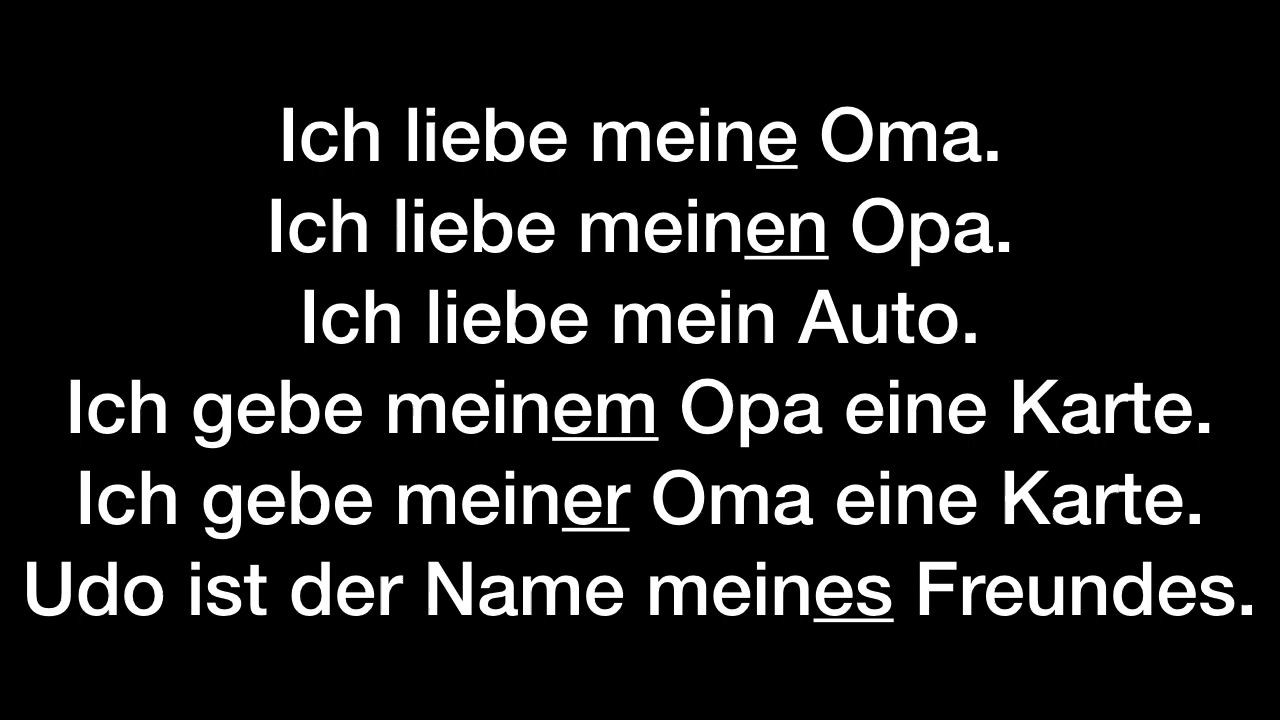 Ich liebe meine Oma.
Ich liebe meinen Opa.
Ich liebe mein Auto.
Ich gebe meinem Opa eine Karte.
Ich gebe meiner Oma eine Karte.
Udo ist der Name meines Freundes.